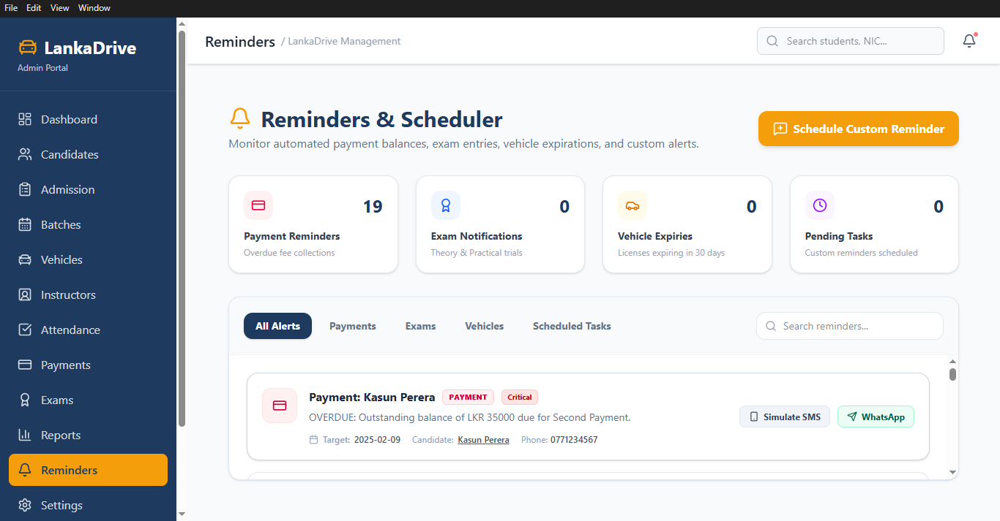 File Edit View Window
LankaDrive
Admin Portal
Dashboard
Candidates
Admission
Batches
Vehicles
Instructors
Attendance
Payments
Exams
Reports
Reminders
Settings
Reminders / LankaDrive Management
Search students, NIC...
Reminders & Scheduler
Monitor automated payment balances, exam entries, vehicle expirations, and custom alerts.
Schedule Custom Reminder
19
Payment Reminders
Overdue fee collections
0
Exam Notifications
Theory & Practical trials
0
Vehicle Expiries
Licenses expiring in 30 days
0
Pending Tasks
Custom reminders scheduled
All Alerts Payments Exams Vehicles Scheduled Tasks
Search reminders...
Payment: Kasun Perera PAYMENT Critical
OVERDUE: Outstanding balance of LKR 35000 due for Second Payment.
Target: 2025-02-09 Candidate: Kasun Perera Phone: 0771234567
Simulate SMS WhatsApp